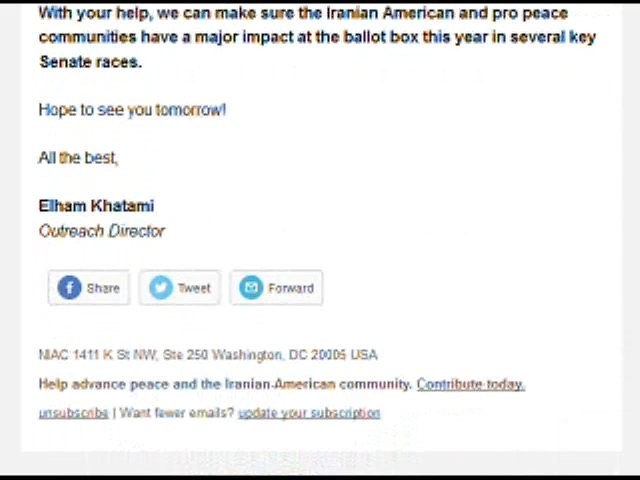 With your help, we can make sure the Iranian American and pro peace
communities have a major impact at the ballot box this year in several key
Senate races.
Hope to see you tomorrow!
All the best,
Elham Khatami
Outreach Director
Share Tweet Forward
NIAC 1411 K St NW, Ste 250 Washington, DC 20005 USA
Help advance peace and the Iranian-American community. Contribute today.
unsubscribe | Want fewer emails? update your subscription